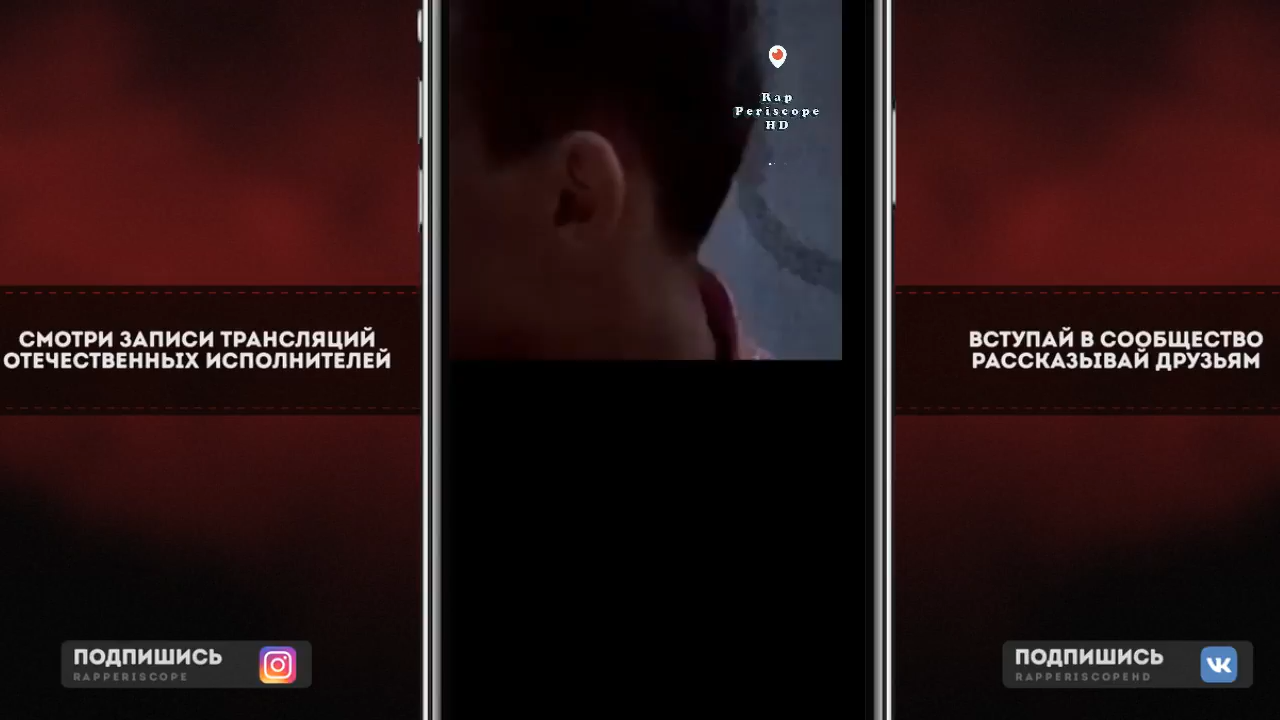 Rap
Periscope
HD
СМОТРИ ЗАПИСИ ТРАНСЛЯЦИЙ
ОТЕЧЕСТВЕННЫХ ИСПОЛНИТЕЛЕЙ
ВСТУПАЙ В СООБЩЕСТВО
РАССКАЗЫВАЙ ДРУЗЬЯМ
ПОДПИШИСЬ
RAPPERISCOPE
ПОДПИШИСЬ
RAPPERISCOPEHD